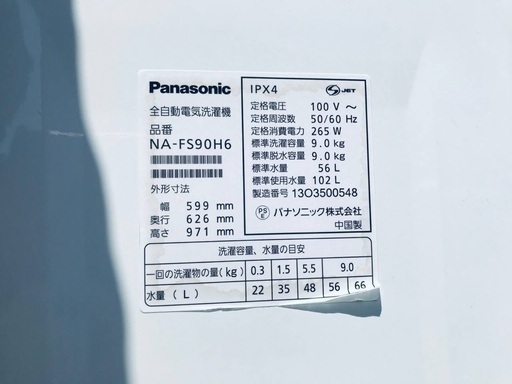 Panasonic
全自動電気洗濯機
品番
NA-FS90H6
外形寸法
幅 599 mm
奥行 626 mm
高さ 971 mm
IPX4 S JET
定格電圧 100 V ～
定格周波数 50/60 Hz
定格消費電力 265 W
標準洗濯容量 9.0 kg
標準脱水容量 9.0 kg
標準水量 56 L
標準使用水量 102 L
製造番号 13O3500548
PS E パナソニック株式会社
中国製
洗濯容量、水量の目安
一回の洗濯物の量(kg) 0.3 1.5 5.5 9.0
水量 (L) 22 35 48 56 66